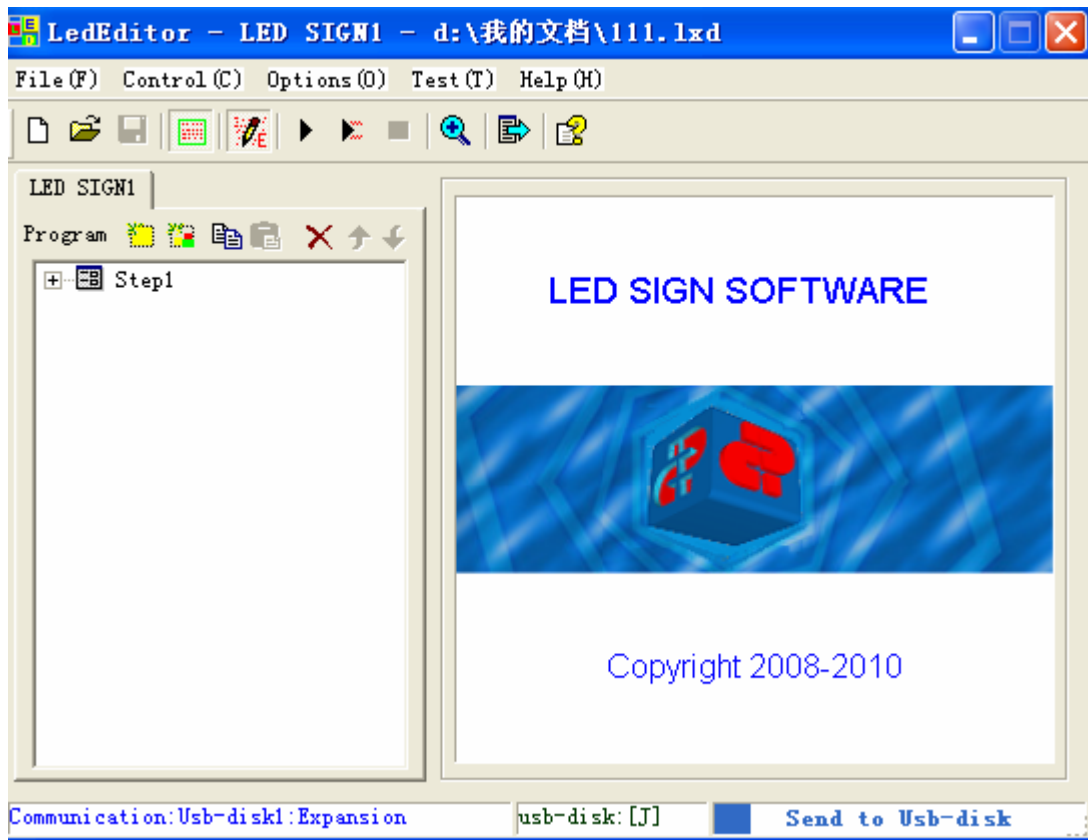 LedEditor - LED SIGN1 - d:\我的文档\111.lxd
File(F) Control(C) Options(O) Test(T) Help(H)
LED SIGN1
Program
Step1
LED SIGN SOFTWARE
Copyright 2008-2010
Communication:Usb-disk1:Expansion usb-disk:[J] Send to Usb-disk